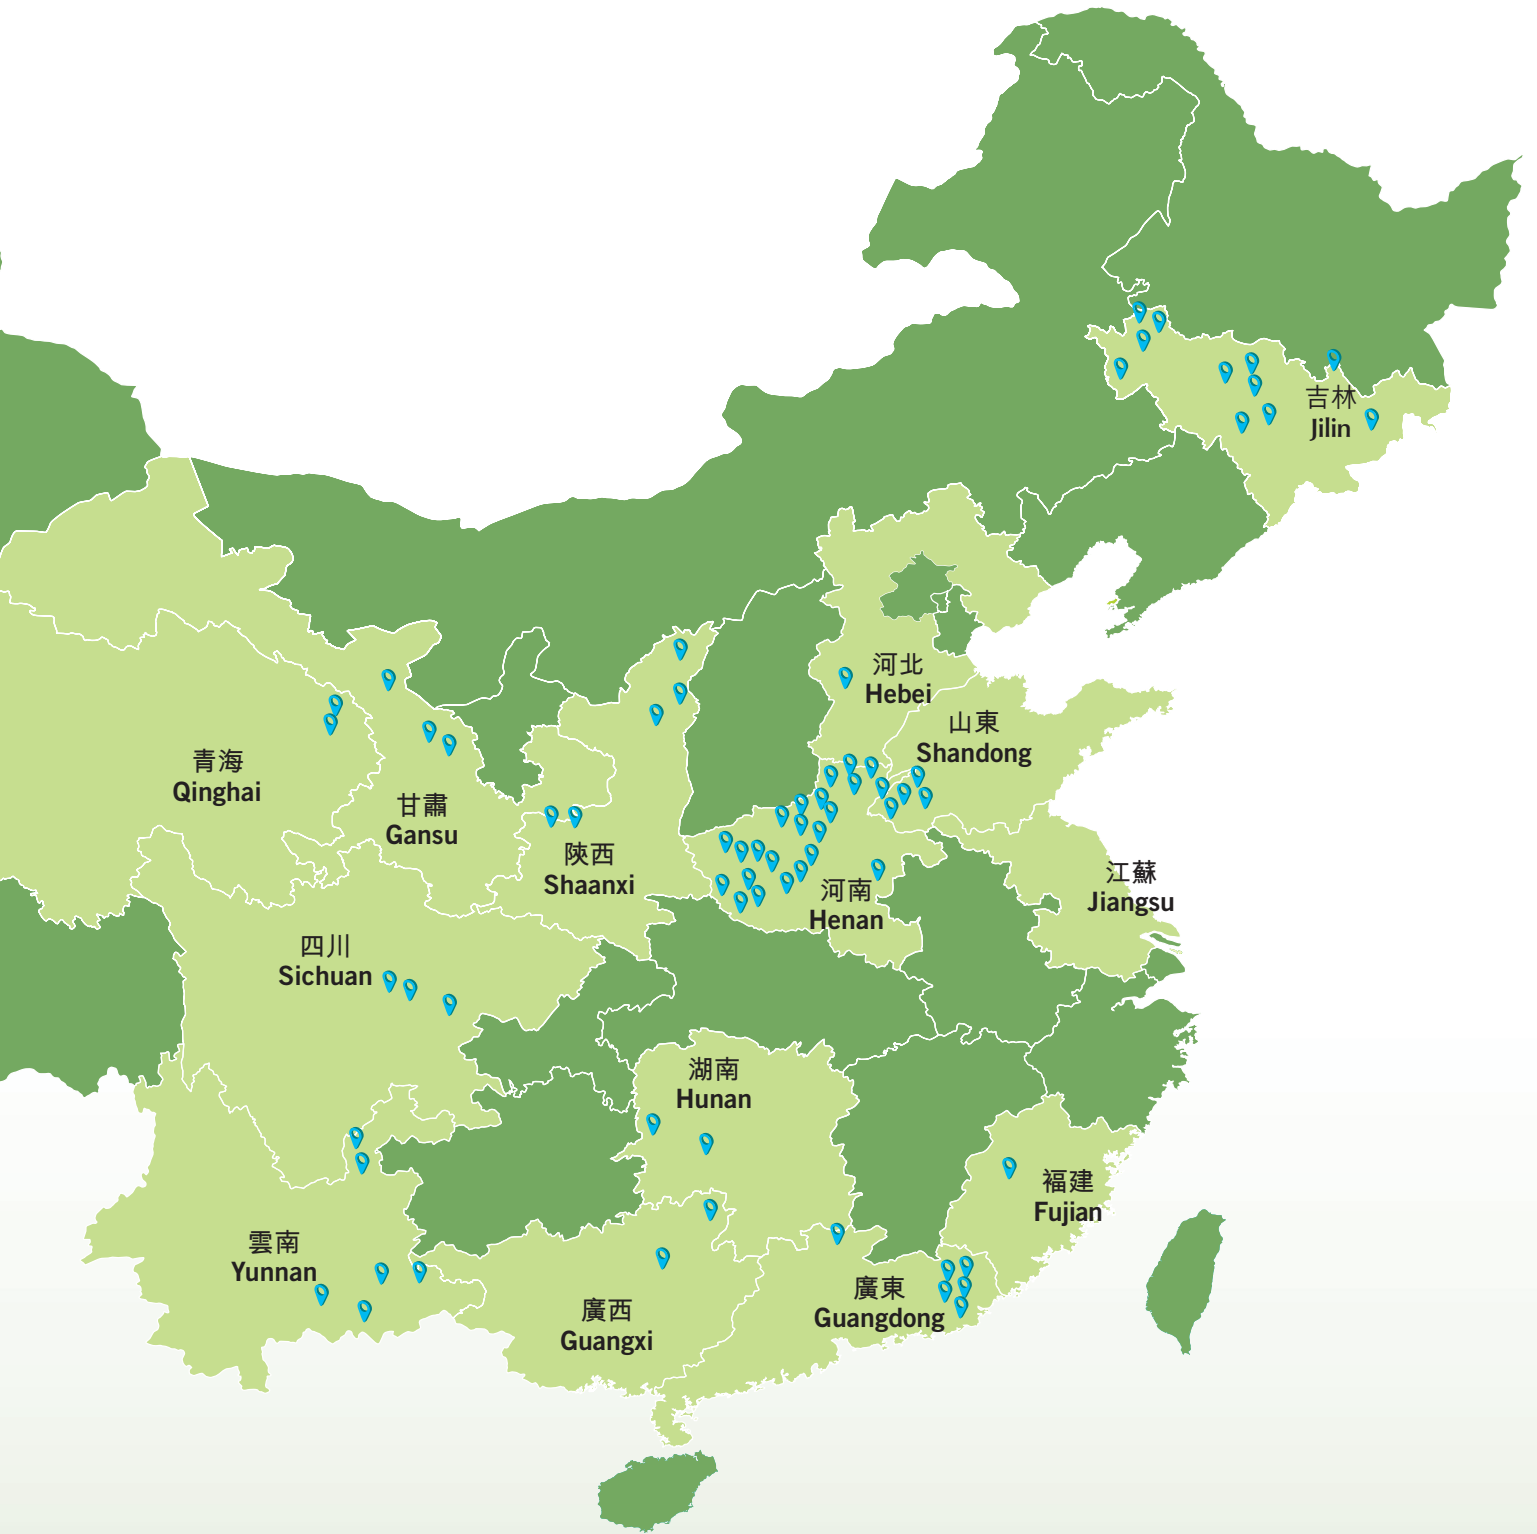 吉林
Jilin
河北
Hebei
山東
Shandong
青海
Qinghai
甘肅
Gansu
陝西
Shaanxi
河南
Henan
江蘇
Jiangsu
四川
Sichuan
湖南
Hunan
福建
Fujian
雲南
Yunnan
廣西
Guangxi
廣東
Guangdong